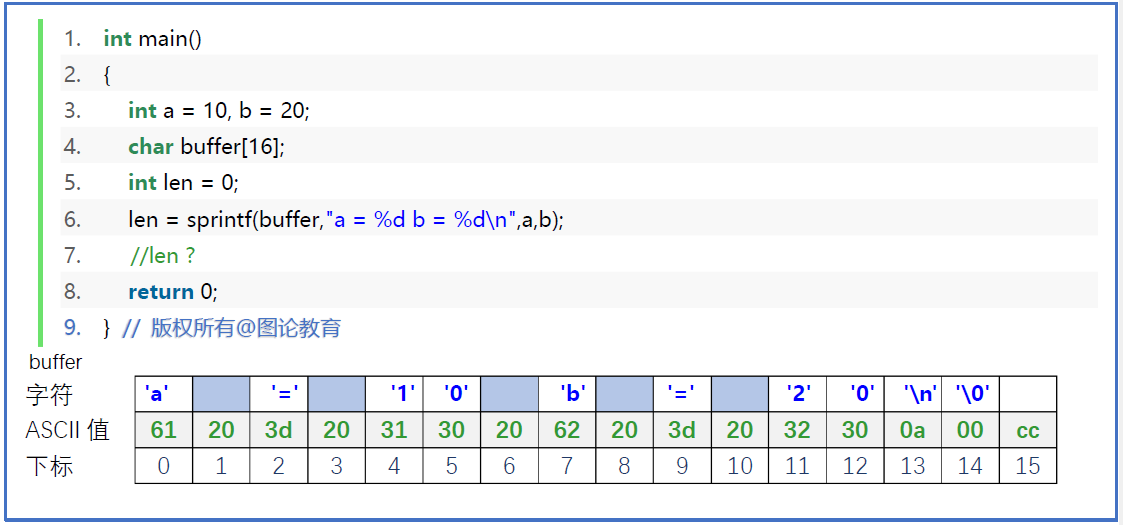 1. int main()
2. {
3. int a = 10, b = 20;
4. char buffer[16];
5. int len = 0;
6. len = sprintf(buffer,"a = %d b = %d\n",a,b);
7. //len ?
8. return 0;
9. } // 版权所有@图论教育
buffer
字符 'a' '=' '1' '0' 'b' '=' '2' '0' '\n' '\0'
ASCII 值 61 20 3d 20 31 30 20 62 20 3d 20 32 30 0a 00 cc
下标 0 1 2 3 4 5 6 7 8 9 10 11 12 13 14 15